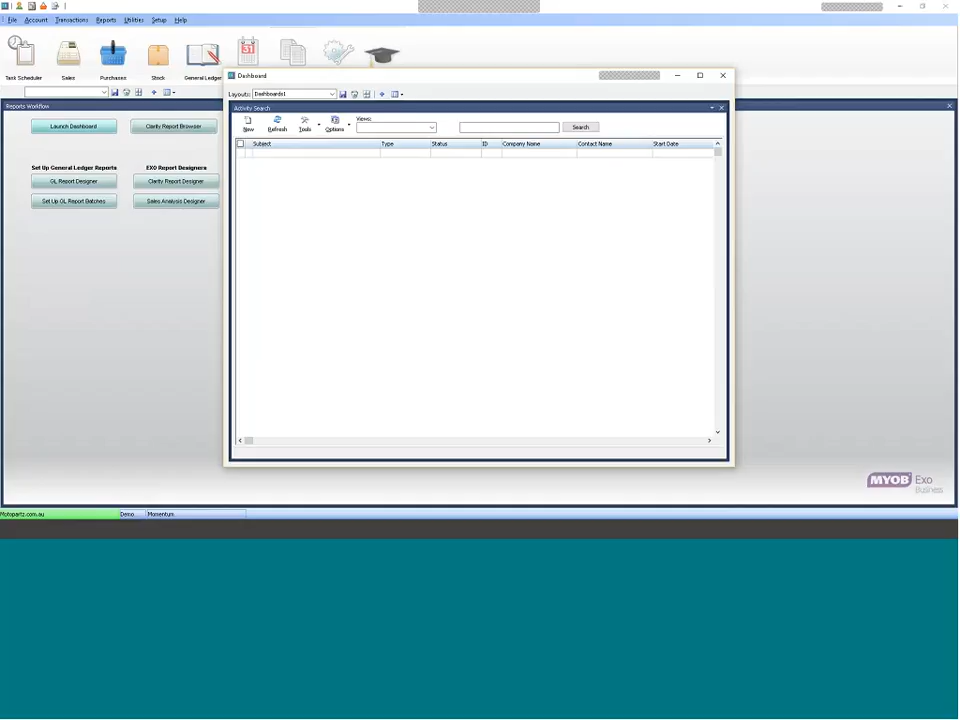 File Account Transactions Reports Utilities Setup Help
31
Task Scheduler Sales Purchases Stock General Ledger
Reports Workflow
Launch Dashboard Clarity Report Browser
Set Up General Ledger Reports EXO Report Designers
GL Report Designer Clarity Report Designer
Set Up GL Report Batches Sales Analysis Designer
Dashboard
Layouts: Dashboards1
Activity Search
New Refresh Tools Options Views: Search
Subject Type Status ID Company Name Contact Name Start Date
MYOB Exo
Business
Motopartz.com.au Demo Momentum